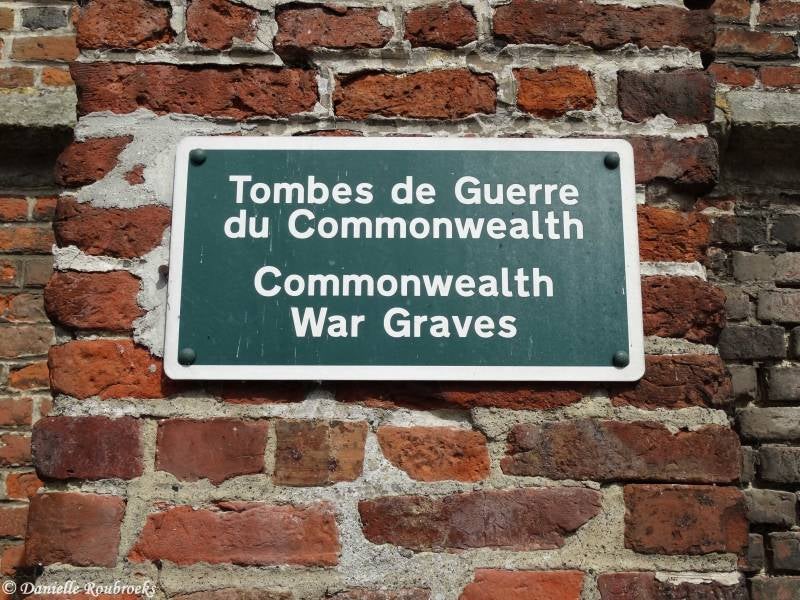 Tombes de Guerre
du Commonwealth
Commonwealth
War Graves
© Danielle Roubroeks